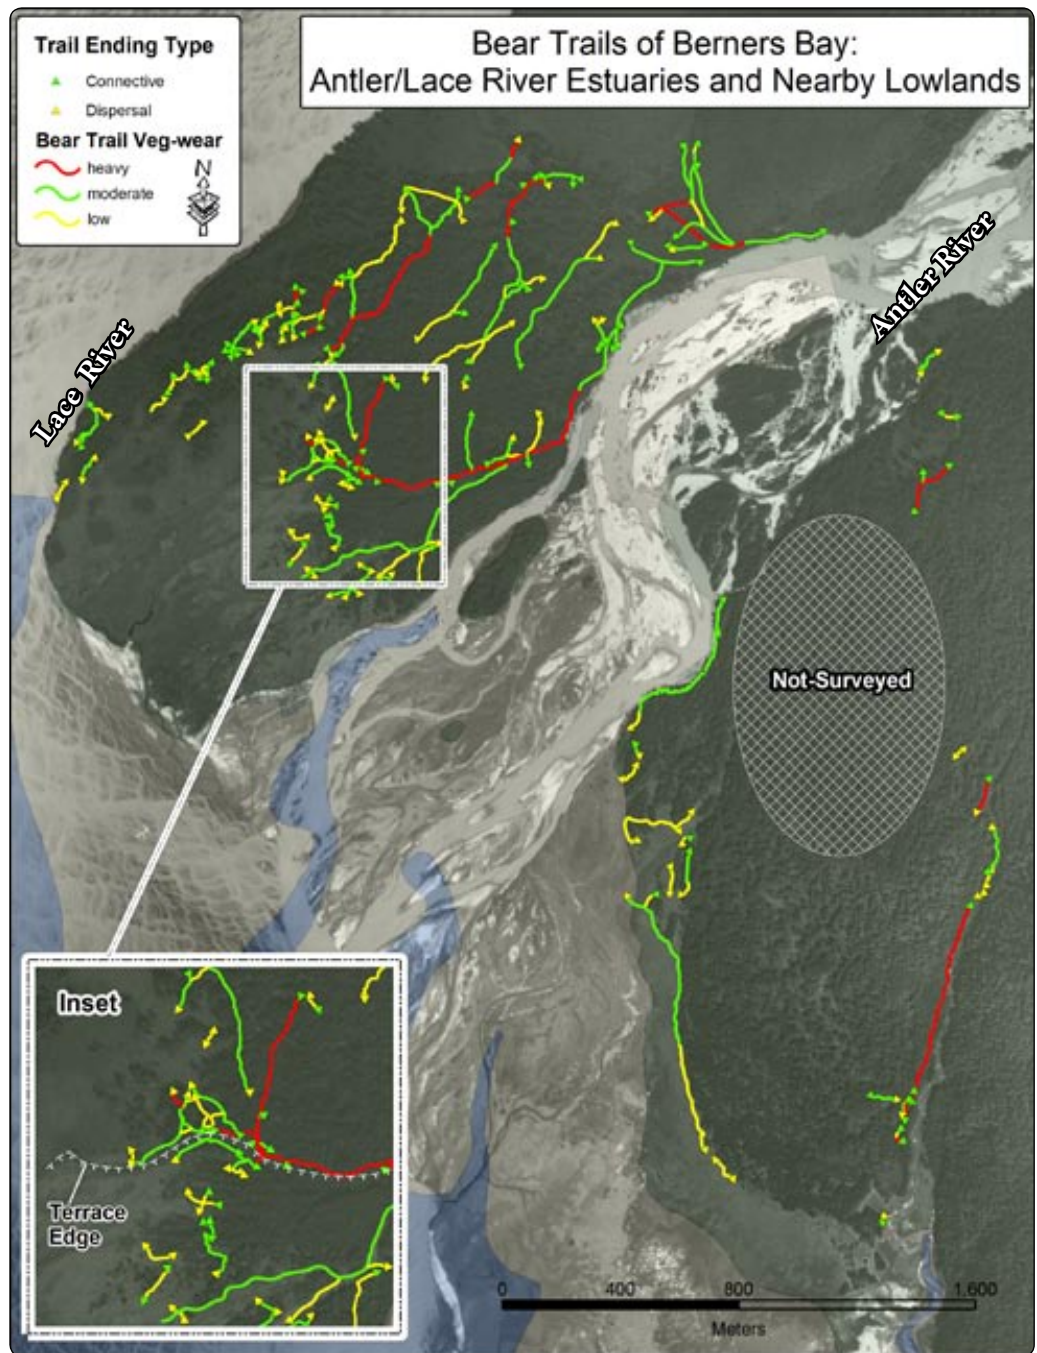 Trail Ending Type
Connective
Dispersal
Bear Trail Veg-wear
heavy
moderate
low
N
Bear Trails of Berners Bay:
Antler/Lace River Estuaries and Nearby Lowlands
Antler River
Lace River
Not-Surveyed
Inset
Terrace
Edge
0 400 800 1,600
Meters